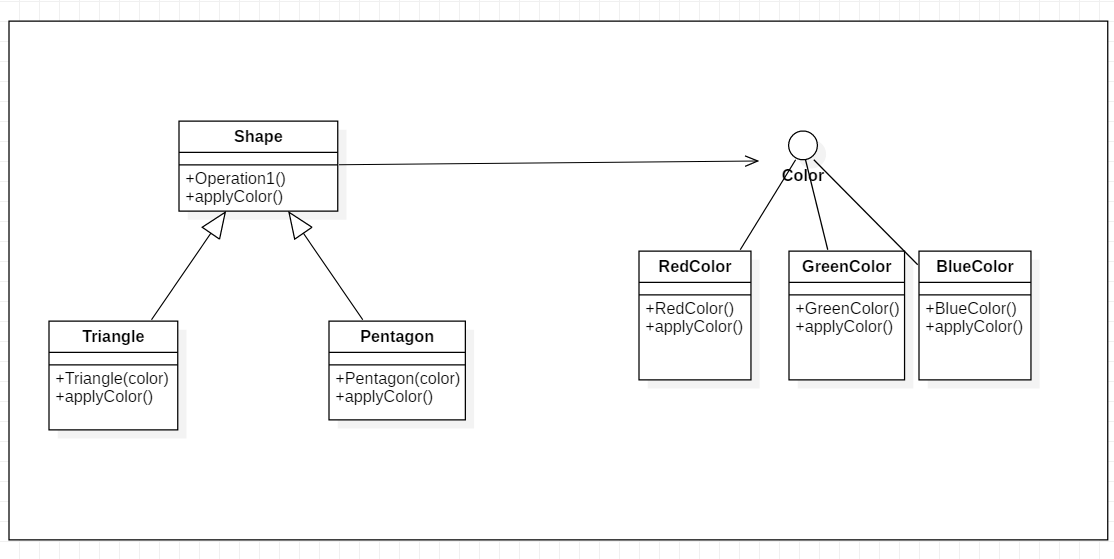 Shape
+Operation1()
+applyColor()
Color
RedColor
+RedColor()
+applyColor()
GreenColor
+GreenColor()
+applyColor()
BlueColor
+BlueColor()
+applyColor()
Triangle
+Triangle(color)
+applyColor()
Pentagon
+Pentagon(color)
+applyColor()